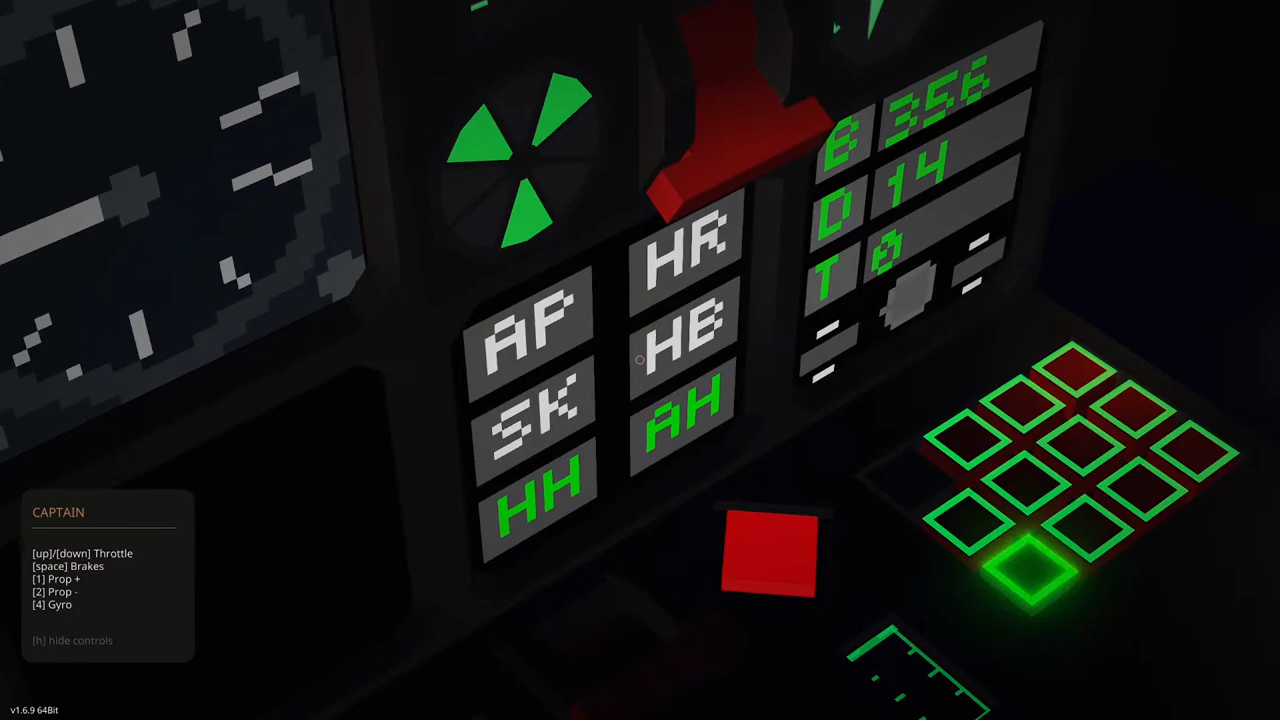 B 356
D 14
T 0
AP
HR
SK
HB
HH
AH
CAPTAIN
[up]/[down] Throttle
[space] Brakes
[1] Prop +
[2] Prop -
[4] Gyro
[h] hide controls
v1.6.9 64Bit